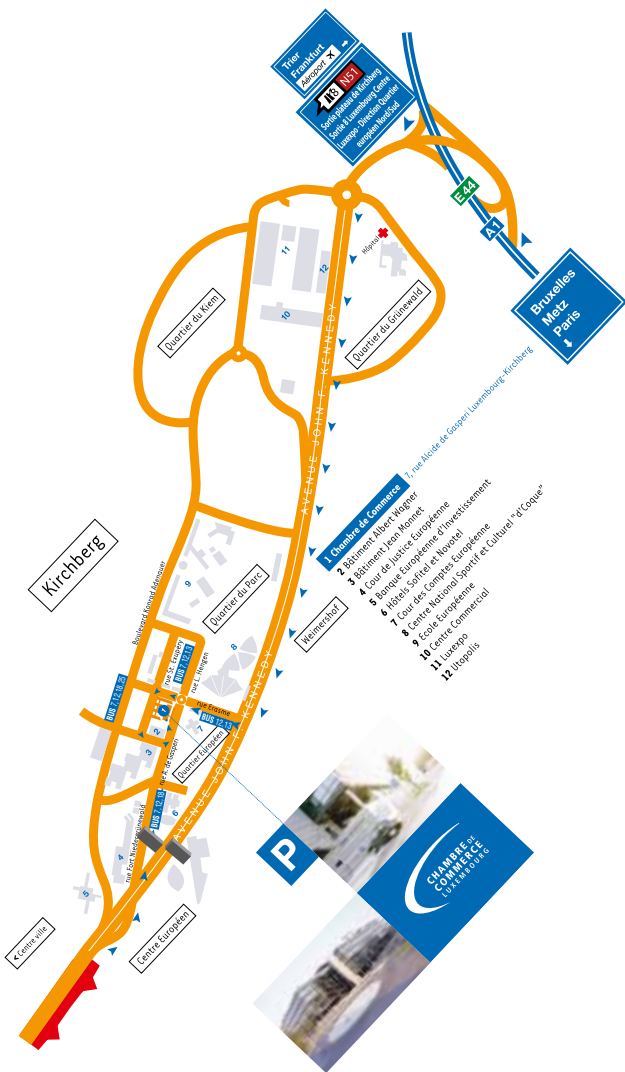 Trier
Frankfurt
Aéroport
8 N51
Sortie plateau de Kirchberg
Sortie 8 Luxembourg Centre
Luxexpo - Direction Quartier
européen Nord/Sud
E 44
A1
Bruxelles
Metz
Paris
Hôpital
11
12
10
Quartier du Kiem
Quartier du Grünewald
AVENUE JOHN F. KENNEDY
Kirchberg
1 Chambre de Commerce 7, rue Alcide de Gasperi Luxembourg-Kirchberg
2 Bâtiment Albert Wagner
3 Bâtiment Jean Monnet
4 Cour de Justice Européenne
5 Banque Européenne d'Investissement
6 Hôtels Sofitel et Novotel
7 Cour des Comptes Européenne
8 Centre National Sportif et Culturel "d'Coque"
9 Ecole Européenne
10 Centre Commercial
11 Luxexpo
12 Utopolis
Boulevard Konrad Adenauer
9
Quartier du Parc
Weimershof
8
rue St. Exupéry
BUS 7.12.13
rue L. Hengen
BUS 7.12.18.25
1
rue Erasme
BUS 12.13
2
7
3
Quartier Européen
rue A. de Gasperi
AVENUE JOHN F. KENNEDY
BUS 7.12.18
6
rue Fort Niedergrünewald
4
5
Centre ville
Centre Européen
P
CHAMBRE DE
COMMERCE
LUXEMBOURG